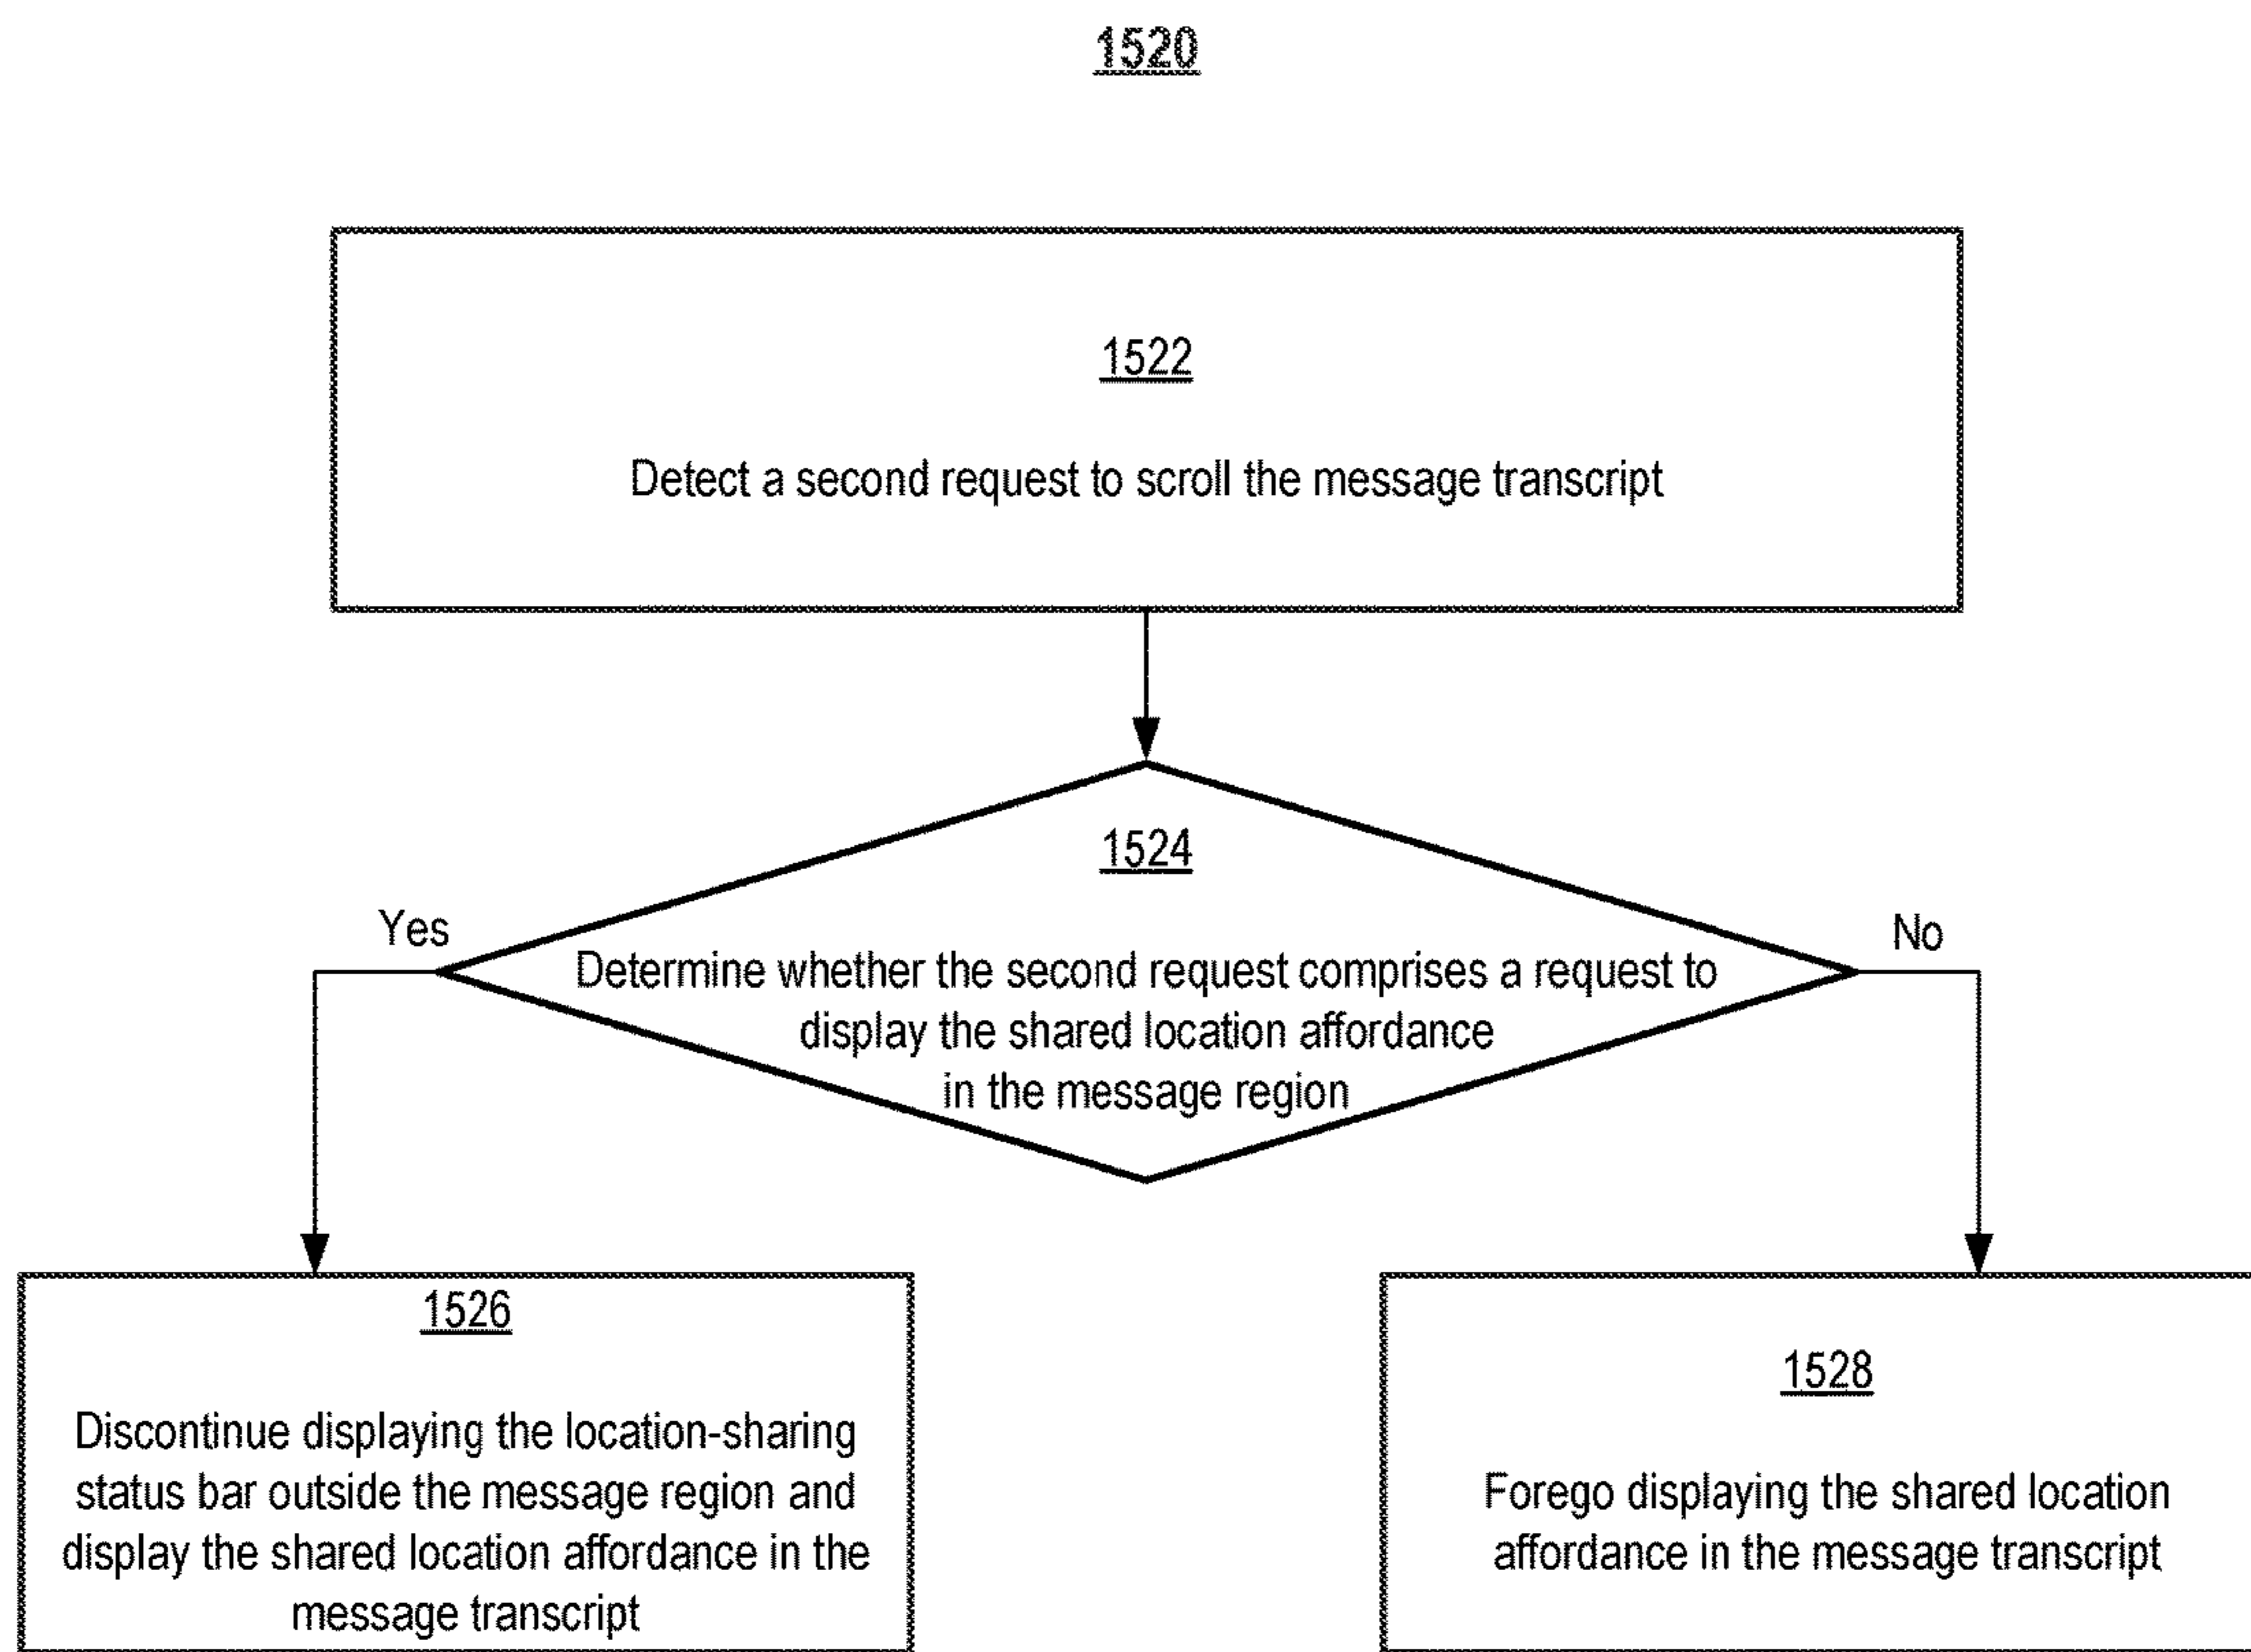 1520
1522
Detect a second request to scroll the message transcript
1524
Yes
No
Determine whether the second request comprises a request to
display the shared location affordance
in the message region
1526
Discontinue displaying the location-sharing
status bar outside the message region and
display the shared location affordance in the
message transcript
1528
Forego displaying the shared location
affordance in the message transcript